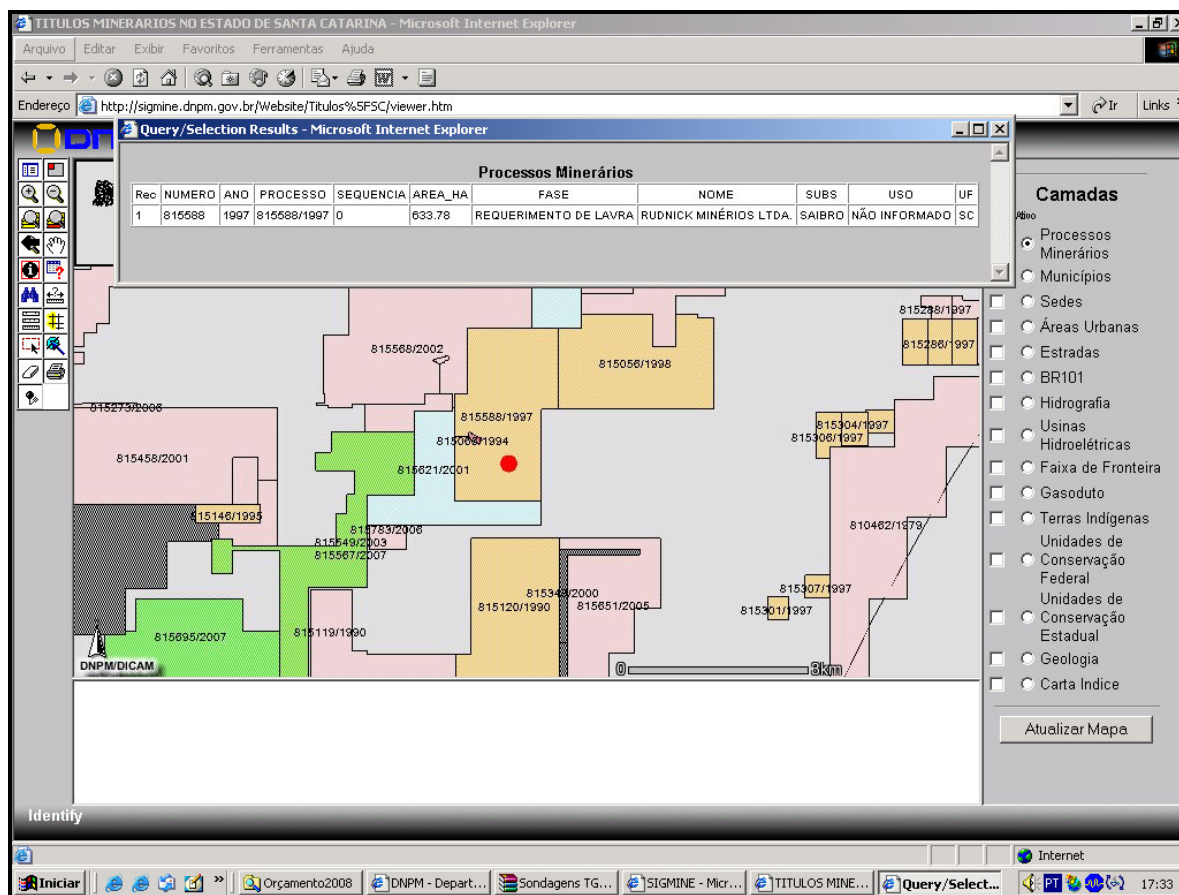 TITULOS MINERARIOS NO ESTADO DE SANTA CATARINA - Microsoft Internet Explorer
Arquivo Editar Exibir Favoritos Ferramentas Ajuda
Endereço http://sigmine.dnpm.gov.br/Website/Titulos%5FSC/viewer.htm Ir Links
Query/Selection Results - Microsoft Internet Explorer
Processos Minerários
Rec NUMERO ANO PROCESSO SEQUENCIA AREA_HA FASE NOME SUBS USO UF
1 815588 1997 815588/1997 0 633.78 REQUERIMENTO DE LAVRA RUDNICK MINÉRIOS LTDA. SAIBRO NÃO INFORMADO SC
Camadas
Ativo
Processos
Minerários
Municípios
Sedes
Áreas Urbanas
Estradas
BR101
Hidrografia
Usinas
Hidroelétricas
Faixa de Fronteira
Gasoduto
Terras Indígenas
Unidades de
Conservação
Federal
Unidades de
Conservação
Estadual
Geologia
Carta Indice
Atualizar Mapa
815288/1997
815286/1997
815568/2002
815056/1998
815273/2006
815588/1997
815304/1997
815306/1997
815458/2001
815621/2001
815146/1995
815783/2006
815549/2003
815567/2007
810462/1979
815307/1997
815301/1997
815120/1990
815651/2005
815695/2007
815119/1990
DNPM/DICAM
0 3km
Identify
Internet
Iniciar » Orçamento2008 DNPM - Depart... Sondagens TG... SIGMINE - Micr... TITULOS MINE... Query/Select... PT 17:33